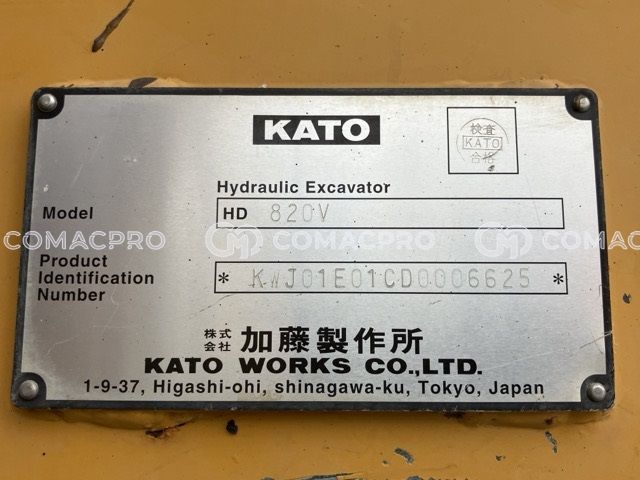 KATO
検査
KATO
合格
Hydraulic Excavator
Model HD 820V
COMACPRO COMACPRO COMACPRO
Product
Identification
Number
* KWJ01E01CD0006625 *
株式
会社 加藤製作所
KATO WORKS CO.,LTD.
1-9-37, Higashi-ohi, shinagawa-ku, Tokyo, Japan